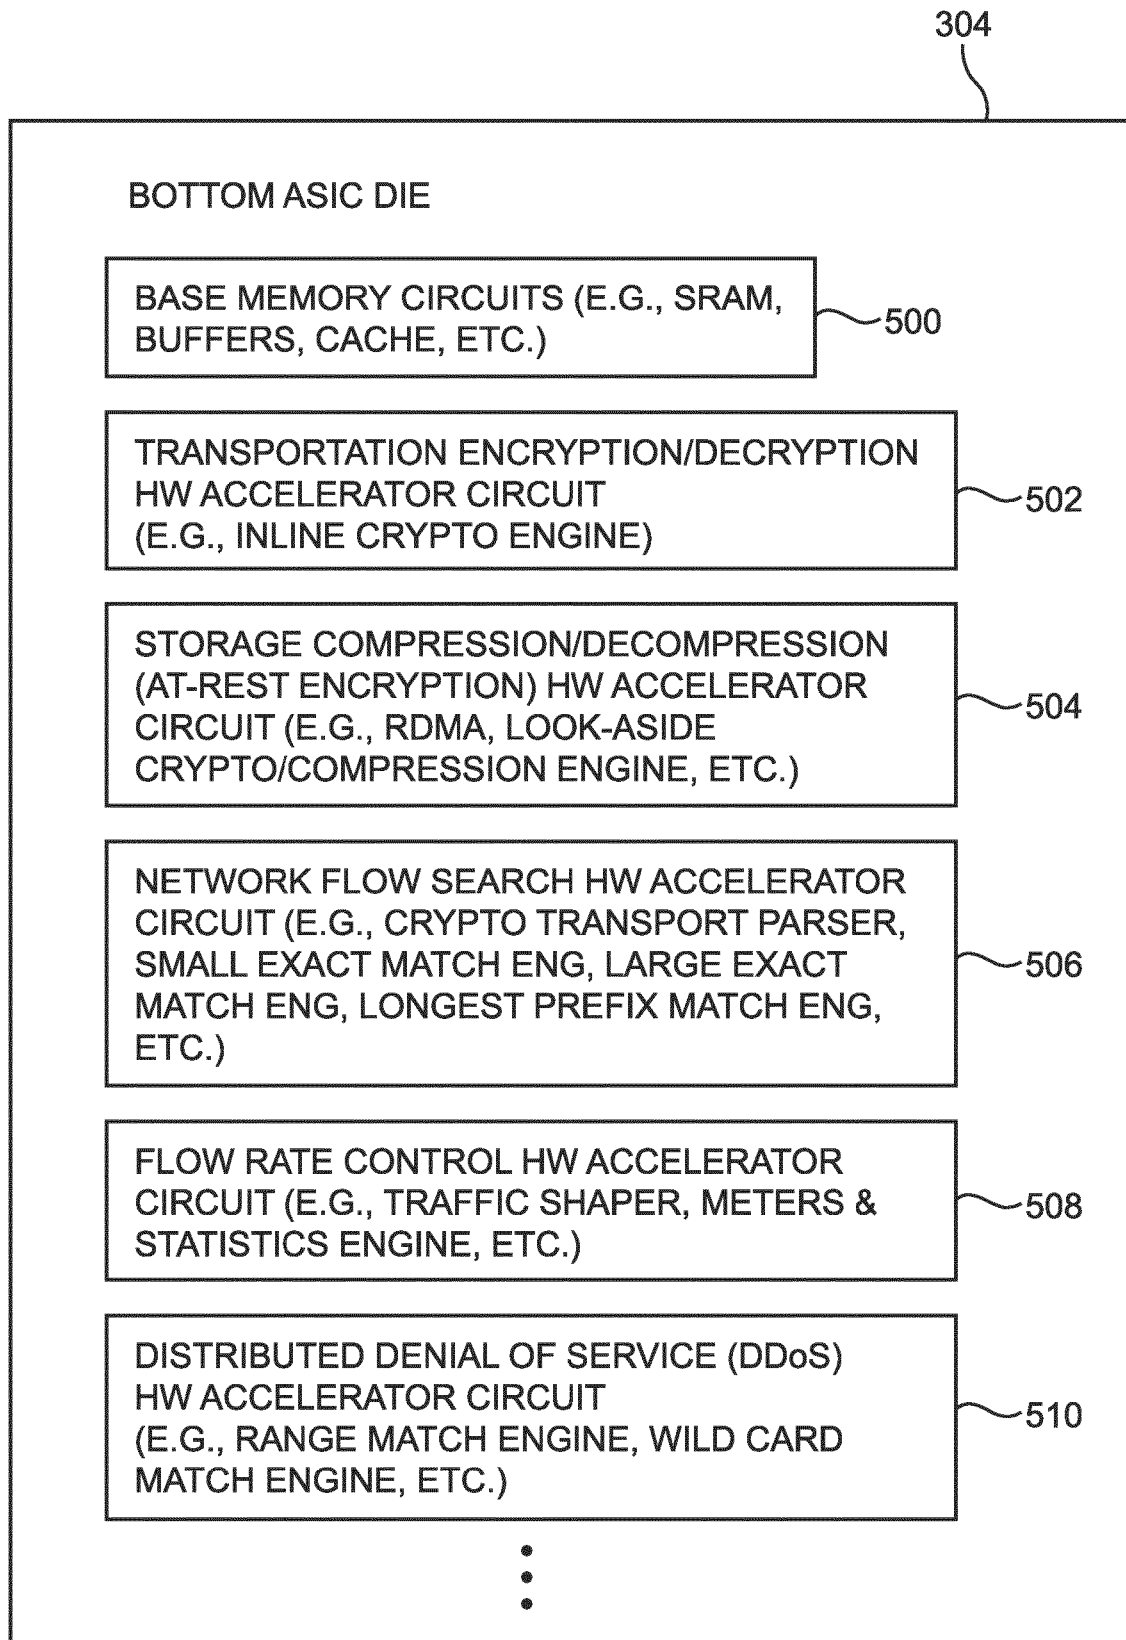 304
BOTTOM ASIC DIE
BASE MEMORY CIRCUITS (E.G., SRAM,
BUFFERS, CACHE, ETC.)
500
TRANSPORTATION ENCRYPTION/DECRYPTION
HW ACCELERATOR CIRCUIT
(E.G., INLINE CRYPTO ENGINE)
502
STORAGE COMPRESSION/DECOMPRESSION
(AT-REST ENCRYPTION) HW ACCELERATOR
CIRCUIT (E.G., RDMA, LOOK-ASIDE
CRYPTO/COMPRESSION ENGINE, ETC.)
504
NETWORK FLOW SEARCH HW ACCELERATOR
CIRCUIT (E.G., CRYPTO TRANSPORT PARSER,
SMALL EXACT MATCH ENG, LARGE EXACT
MATCH ENG, LONGEST PREFIX MATCH ENG,
ETC.)
506
FLOW RATE CONTROL HW ACCELERATOR
CIRCUIT (E.G., TRAFFIC SHAPER, METERS &
STATISTICS ENGINE, ETC.)
508
DISTRIBUTED DENIAL OF SERVICE (DDoS)
HW ACCELERATOR CIRCUIT
(E.G., RANGE MATCH ENGINE, WILD CARD
MATCH ENGINE, ETC.)
510